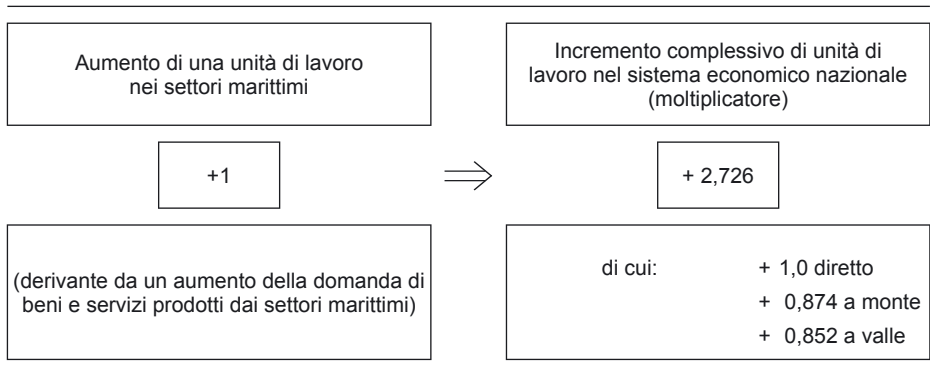 Aumento di una unità di lavoro
nei settori marittimi
Incremento complessivo di unità di
lavoro nel sistema economico nazionale
(moltiplicatore)
+1
⇒
+ 2,726
(derivante da un aumento della domanda di
beni e servizi prodotti dai settori marittimi)
di cui: + 1,0 diretto
+ 0,874 a monte
+ 0,852 a valle